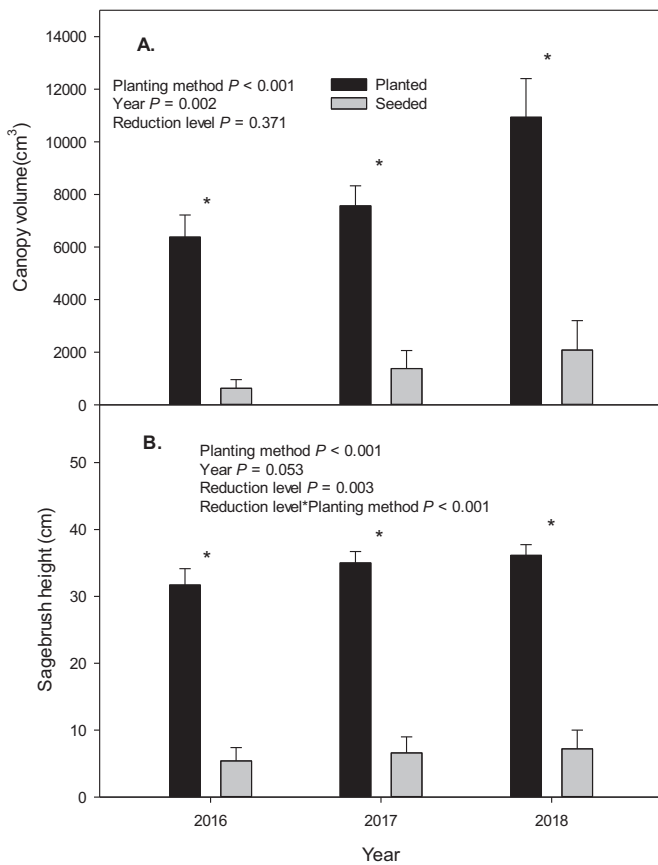 A.
Planting method P < 0.001
Year P = 0.002
Reduction level P = 0.371
Planted
Seeded
*
*
*
Canopy volume(cm³)
14000
12000
10000
8000
6000
4000
2000
0
B.
Planting method P < 0.001
Year P = 0.053
Reduction level P = 0.003
Reduction level*Planting method P < 0.001
*
*
*
Sagebrush height (cm)
50
40
30
20
10
0
2016
2017
2018
Year